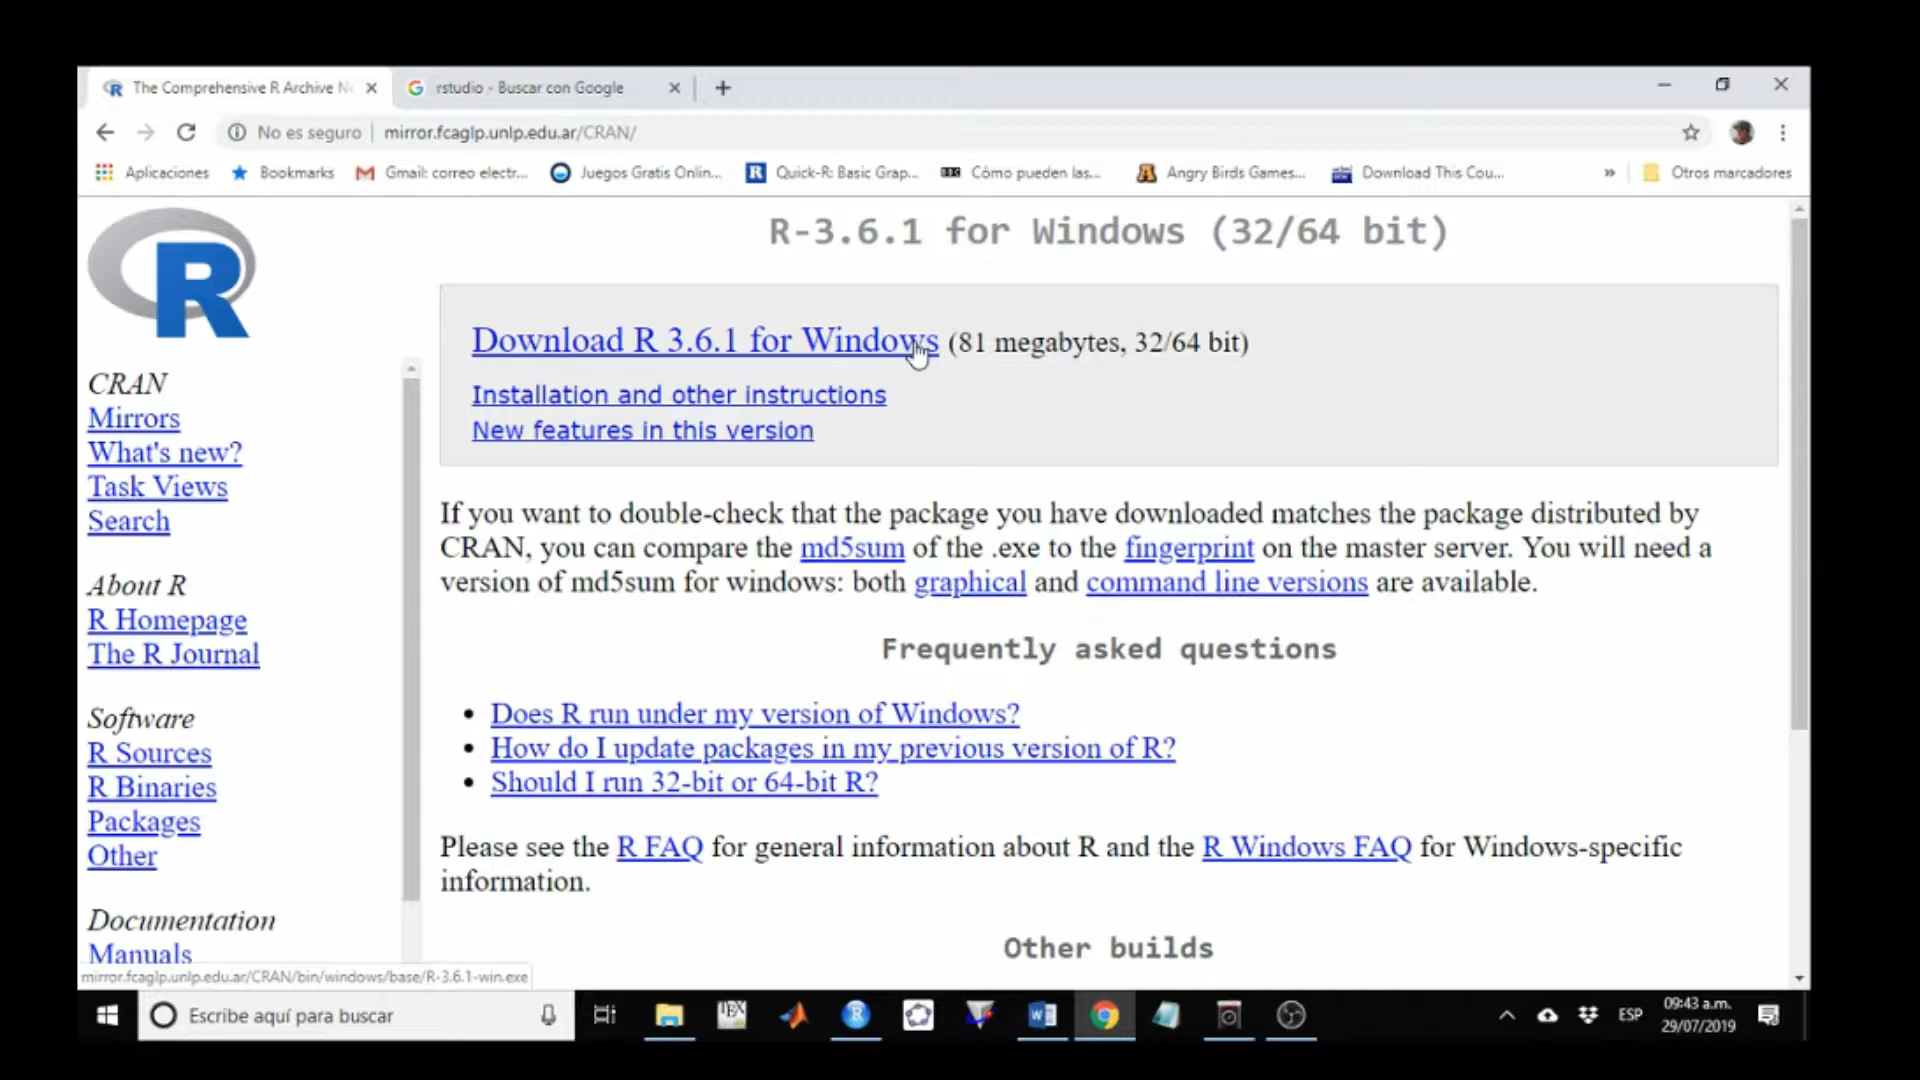 The Comprehensive R Archive N
rstudio - Buscar con Google
No es seguro | mirror.fcaglp.unlp.edu.ar/CRAN/
Aplicaciones Bookmarks Gmail: correo electr... Juegos Gratis Onlin... Quick-R: Basic Grap... Cómo pueden las... Angry Birds Games... Download This Cou... » Otros marcadores
R
R-3.6.1 for Windows (32/64 bit)
Download R 3.6.1 for Windows (81 megabytes, 32/64 bit)
Installation and other instructions
New features in this version
CRAN
Mirrors
What's new?
Task Views
Search
About R
R Homepage
The R Journal
Software
R Sources
R Binaries
Packages
Other
Documentation
Manuals
If you want to double-check that the package you have downloaded matches the package distributed by
CRAN, you can compare the md5sum of the .exe to the fingerprint on the master server. You will need a
version of md5sum for windows: both graphical and command line versions are available.
Frequently asked questions
• Does R run under my version of Windows?
• How do I update packages in my previous version of R?
• Should I run 32-bit or 64-bit R?
Please see the R FAQ for general information about R and the R Windows FAQ for Windows-specific
information.
Other builds
mirror.fcaglp.unlp.edu.ar/CRAN/bin/windows/base/R-3.6.1-win.exe
Escribe aquí para buscar
TEX
ESP
09:43 a.m.
29/07/2019